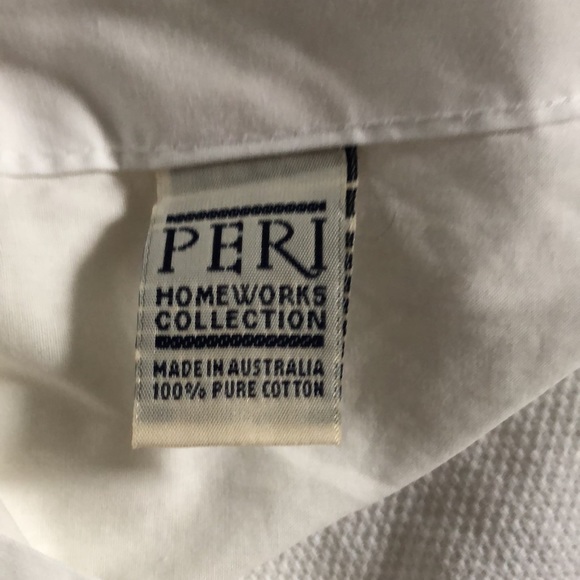 PERI
HOMEWORKS
COLLECTION
MADE IN AUSTRALIA
100% PURE COTTON